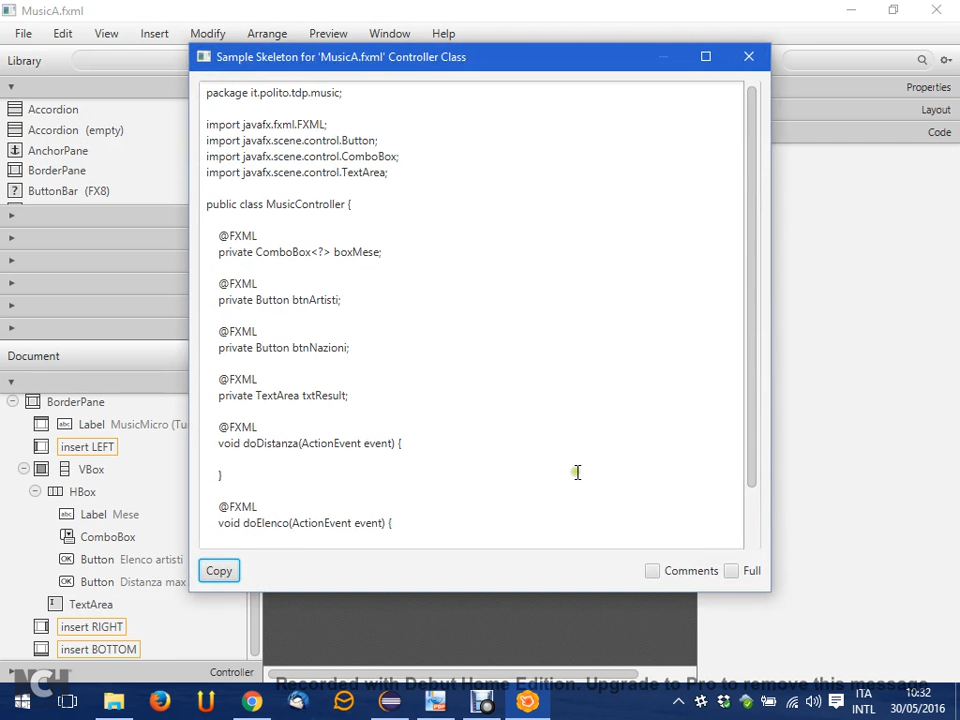 MusicA.fxml
File Edit View Insert Modify Arrange Preview Window Help
Library
Sample Skeleton for 'MusicA.fxml' Controller Class
Properties
Layout
Code
Accordion
Accordion (empty)
AnchorPane
BorderPane
? ButtonBar (FX8)
package it.polito.tdp.music;
import javafx.fxml.FXML;
import javafx.scene.control.Button;
import javafx.scene.control.ComboBox;
import javafx.scene.control.TextArea;
public class MusicController {
@FXML
private ComboBox<?> boxMese;
@FXML
private Button btnArtisti;
@FXML
private Button btnNazioni;
@FXML
private TextArea txtResult;
@FXML
void doDistanza(ActionEvent event) {
}
@FXML
void doElenco(ActionEvent event) {
Copy
Comments
Full
Document
BorderPane
abc Label MusicMicro (Tu
insert LEFT
VBox
HBox
abc Label Mese
ComboBox
OK Button Elenco artisti
OK Button Distanza max
TextArea
insert RIGHT
insert BOTTOM
Controller
NCH
Recorded with Debut Home Edition. Upgrade to Pro to remove this message
ITA
INTL
10:32
30/05/2016